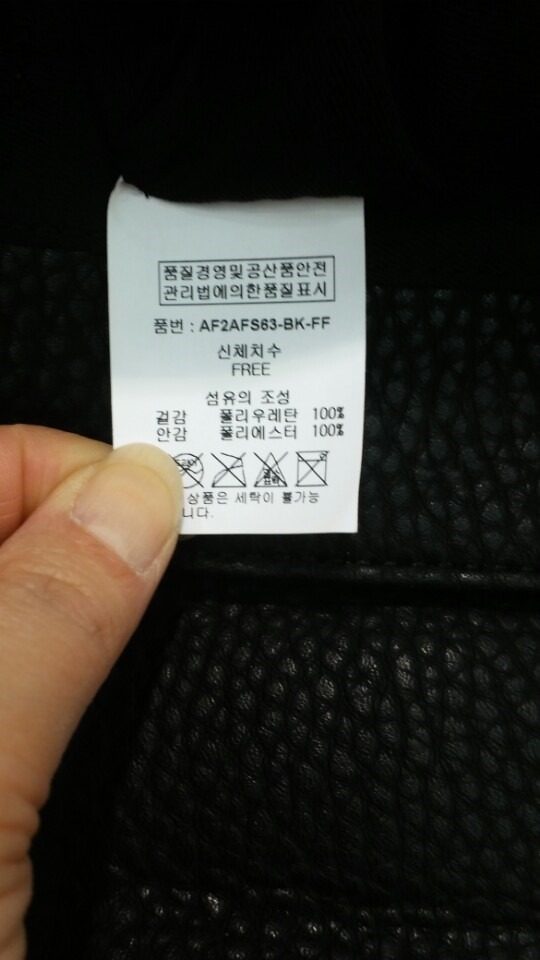 품질경영및공산품안전
관리법에의한품질표시
품번 : AF2AFS63-BK-FF
신체치수
FREE
섬유의 조성
겉감 폴리우레탄 100%
안감 폴리에스터 100%
상품은 세탁이 불가능
니다.